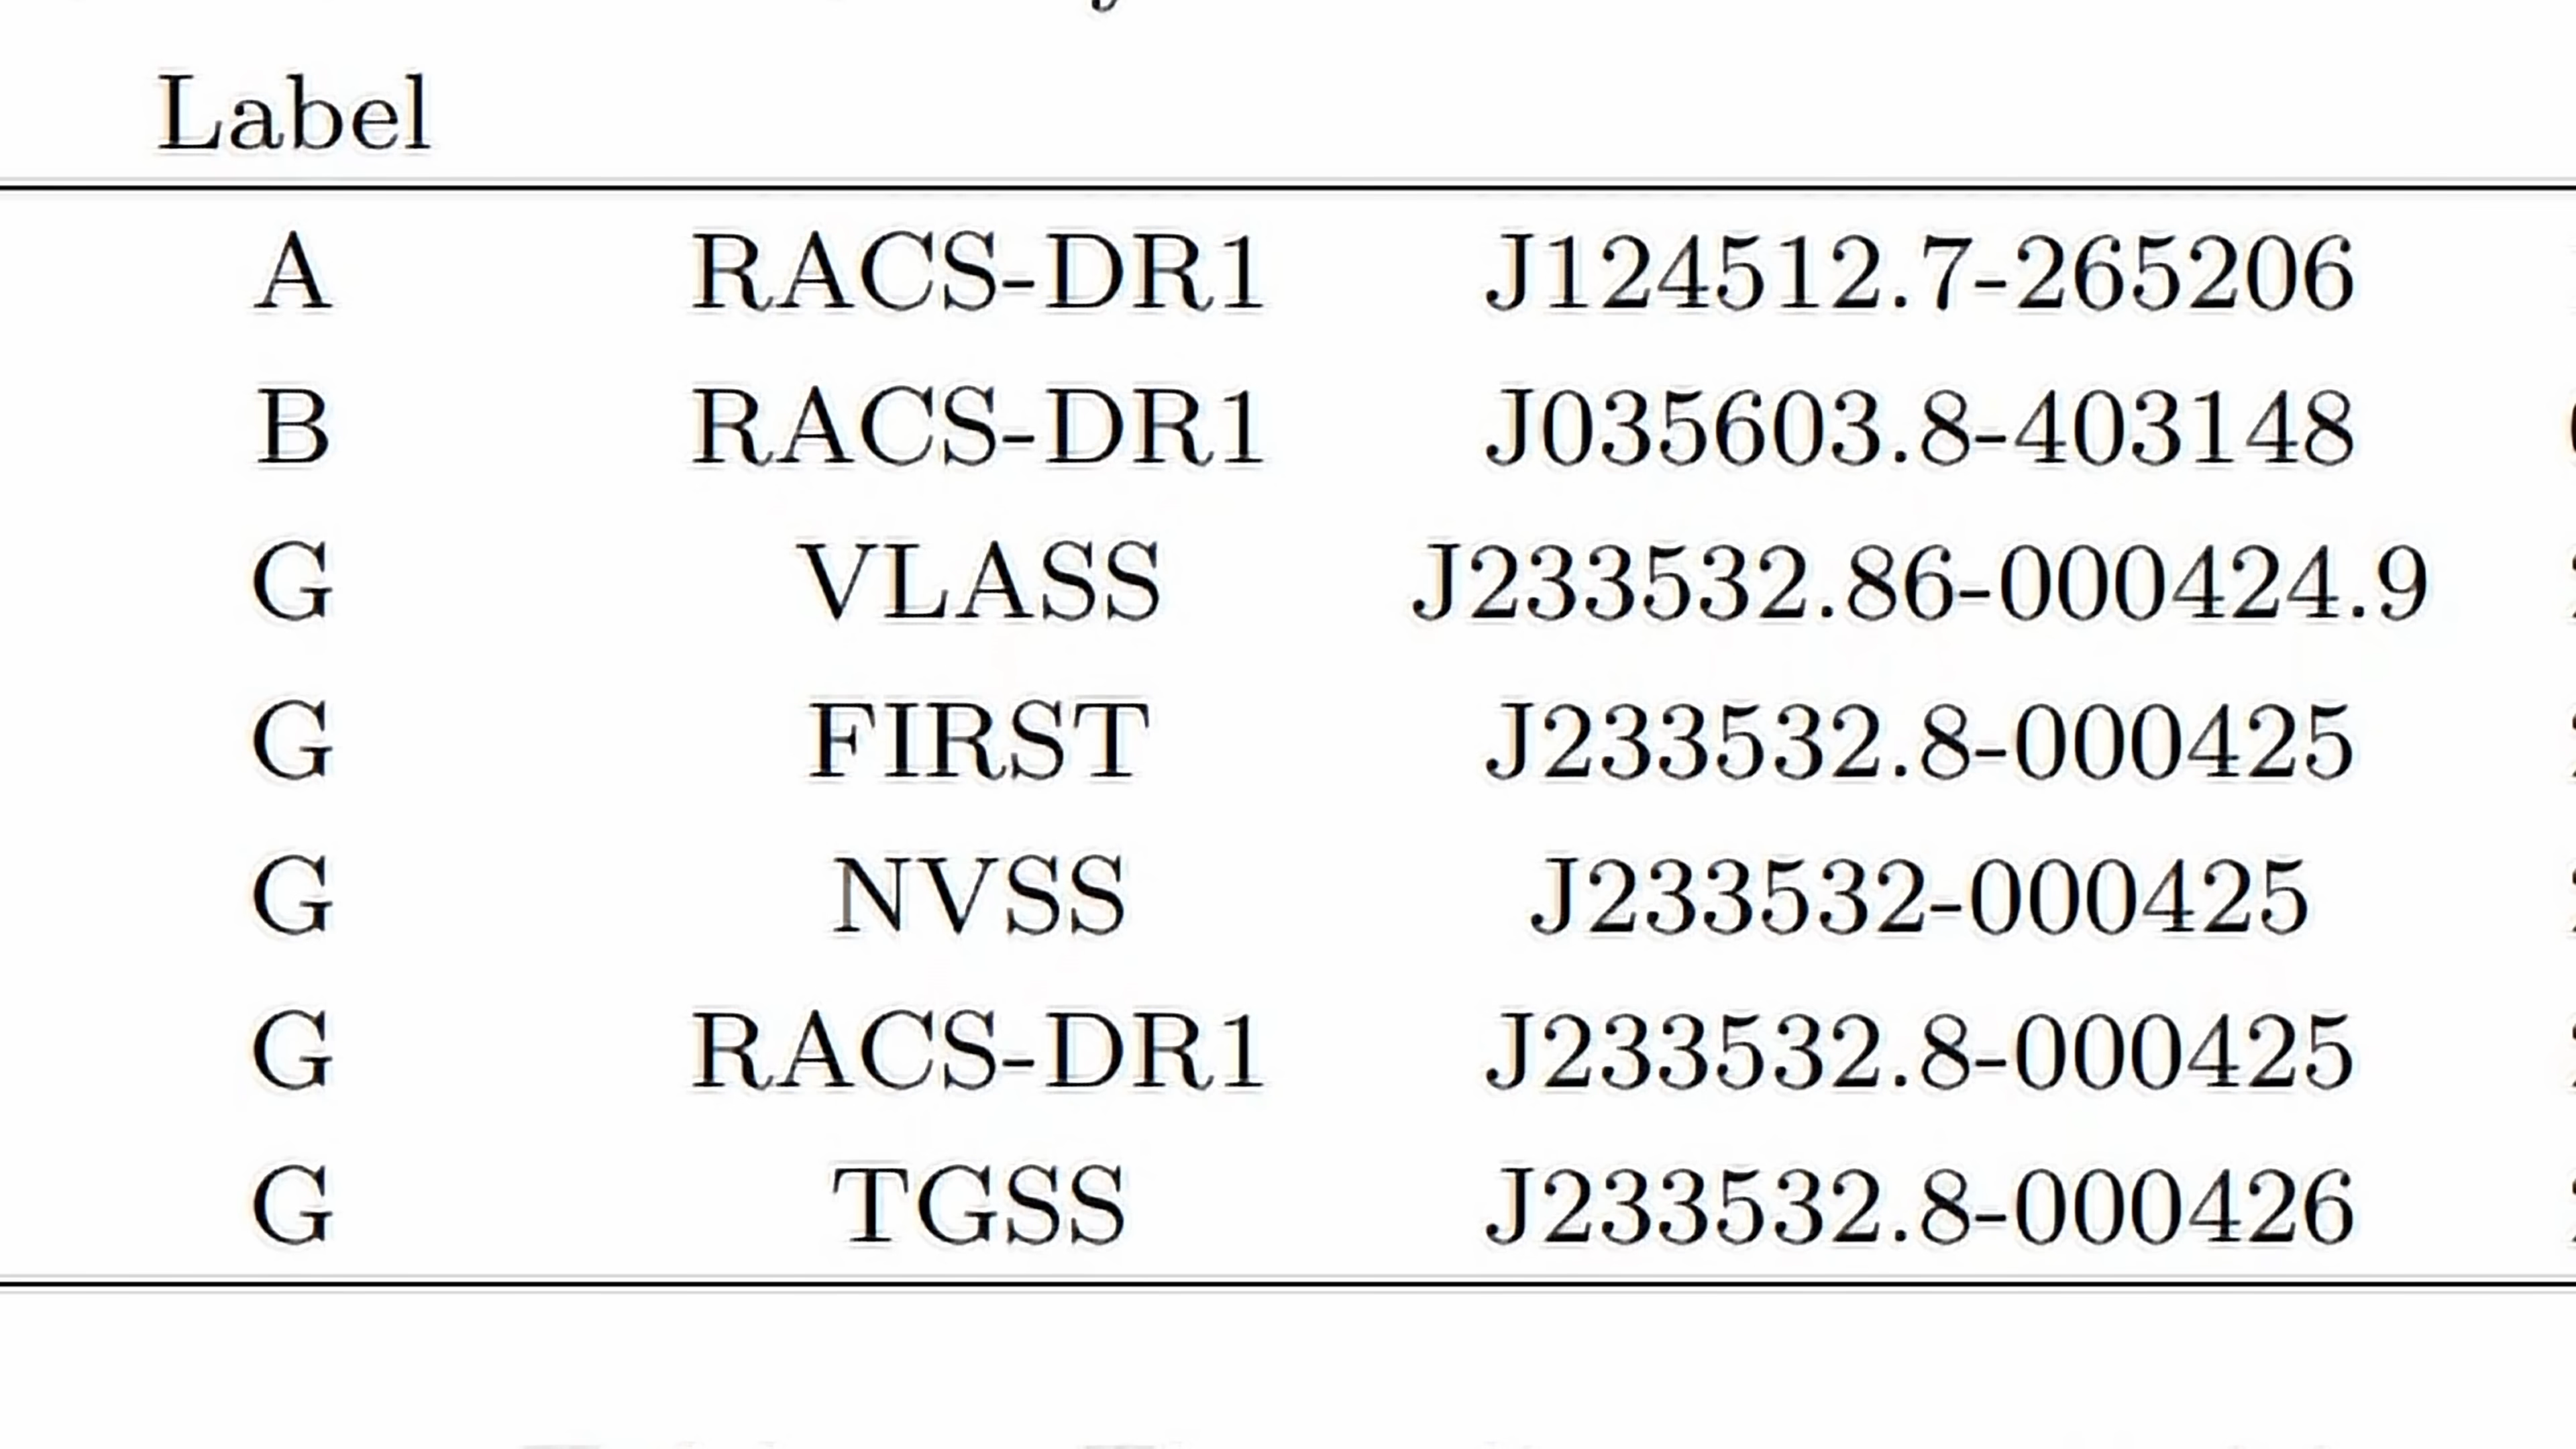 Label
A RACS-DR1 J124512.7-265206
B RACS-DR1 J035603.8-403148
G VLASS J233532.86-000424.9
G FIRST J233532.8-000425
G NVSS J233532-000425
G RACS-DR1 J233532.8-000425
G TGSS J233532.8-000426